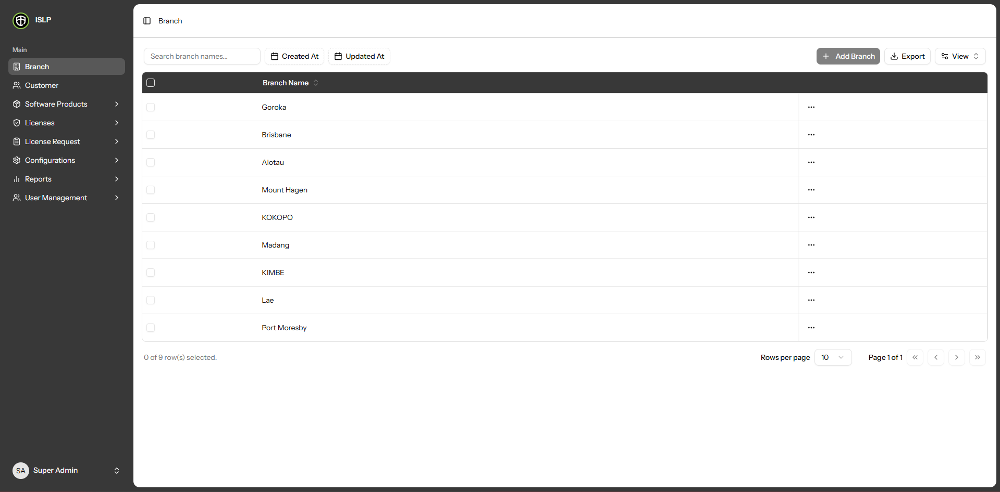 ISLP
Main
Branch
Customer
Software Products
Licenses
License Request
Configurations
Reports
User Management
SA Super Admin
Branch
Search branch names...
Created At
Updated At
Add Branch
Export
View
Branch Name
Goroka
Brisbane
Alotau
Mount Hagen
KOKOPO
Madang
KIMBE
Lae
Port Moresby
0 of 9 row(s) selected.
Rows per page 10
Page 1 of 1